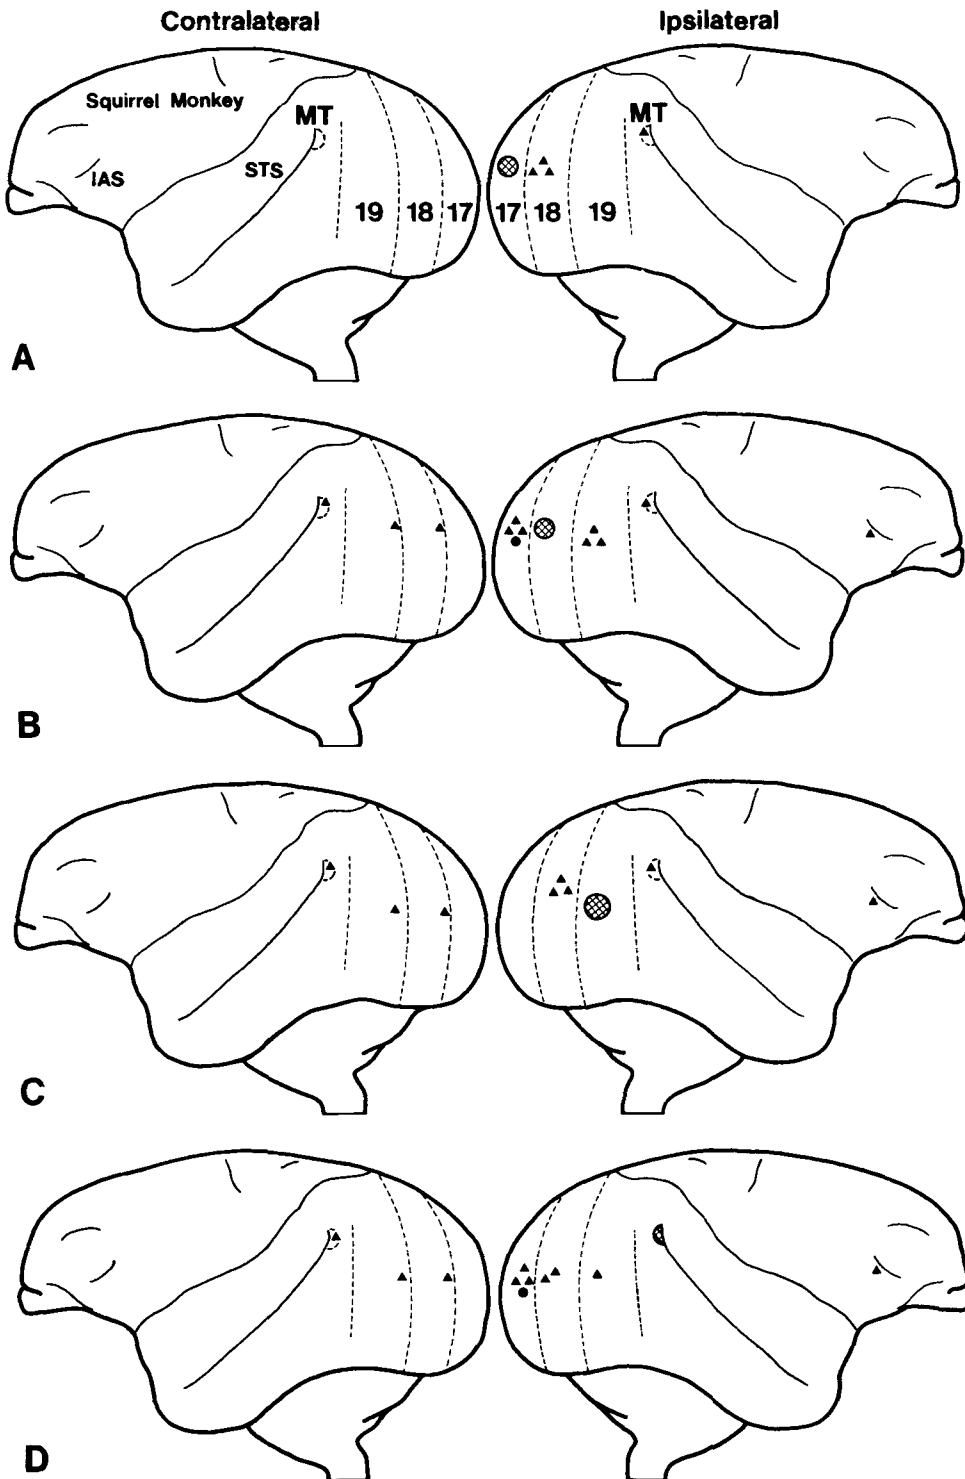 Contralateral Ipsilateral
Squirrel Monkey
MT MT
IAS STS
19 18 17 17 18 19
A
B
C
D